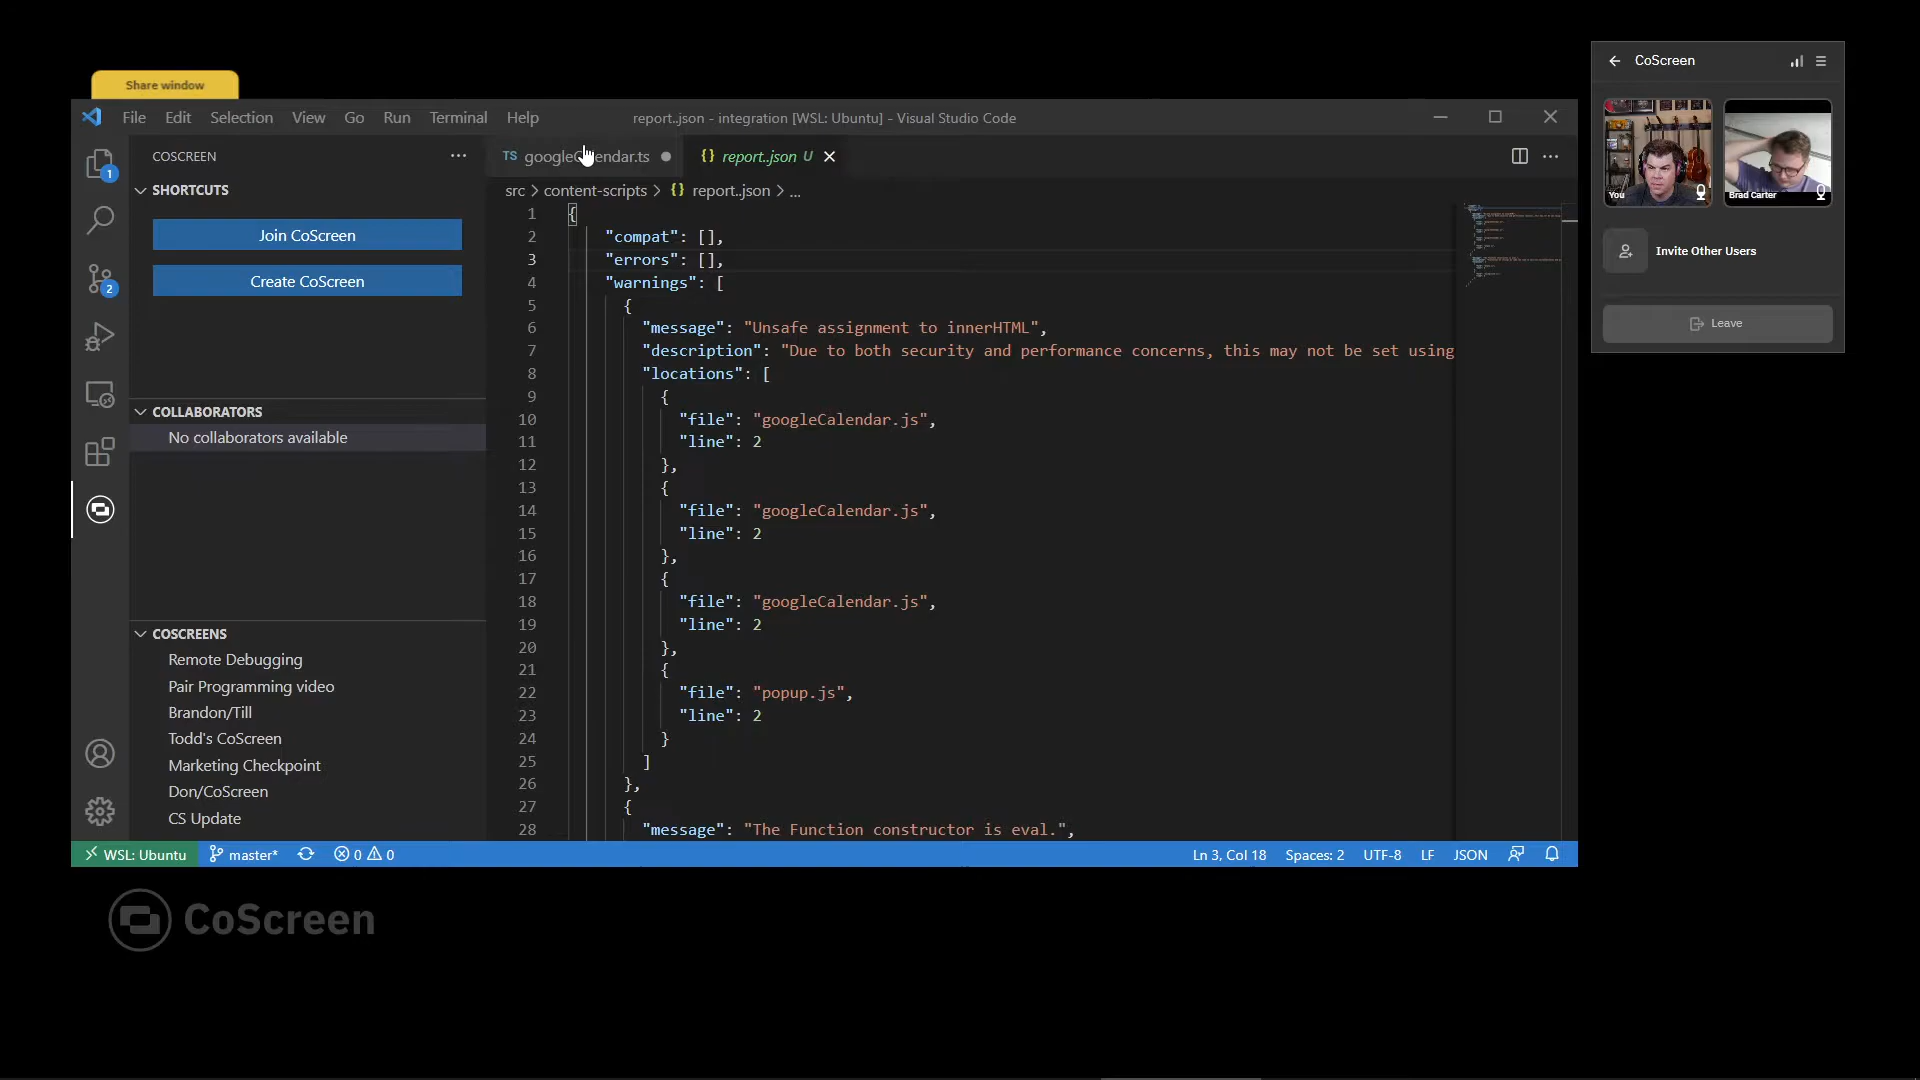 Share window
File Edit Selection View Go Run Terminal Help
report..json - integration [WSL: Ubuntu] - Visual Studio Code
COSCREEN
SHORTCUTS
Join CoScreen
Create CoScreen
COLLABORATORS
No collaborators available
COSCREENS
Remote Debugging
Pair Programming video
Brandon/Till
Todd's CoScreen
Marketing Checkpoint
Don/CoScreen
CS Update
1
2
TS googleCalendar.ts
{} report..json U
src > content-scripts > {} report..json > ...
1 {
2 "compat": [],
3 "errors": [],
4 "warnings": [
5 {
6 "message": "Unsafe assignment to innerHTML",
7 "description": "Due to both security and performance concerns, this may not be set using
8 "locations": [
9 {
10 "file": "googleCalendar.js",
11 "line": 2
12 },
13 {
14 "file": "googleCalendar.js",
15 "line": 2
16 },
17 {
18 "file": "googleCalendar.js",
19 "line": 2
20 },
21 {
22 "file": "popup.js",
23 "line": 2
24 }
25 ]
26 },
27 {
28 "message": "The Function constructor is eval.",
WSL: Ubuntu master* 0 0 Ln 3, Col 18 Spaces: 2 UTF-8 LF JSON
CoScreen
You
Brad Carter
Invite Other Users
Leave
CoScreen